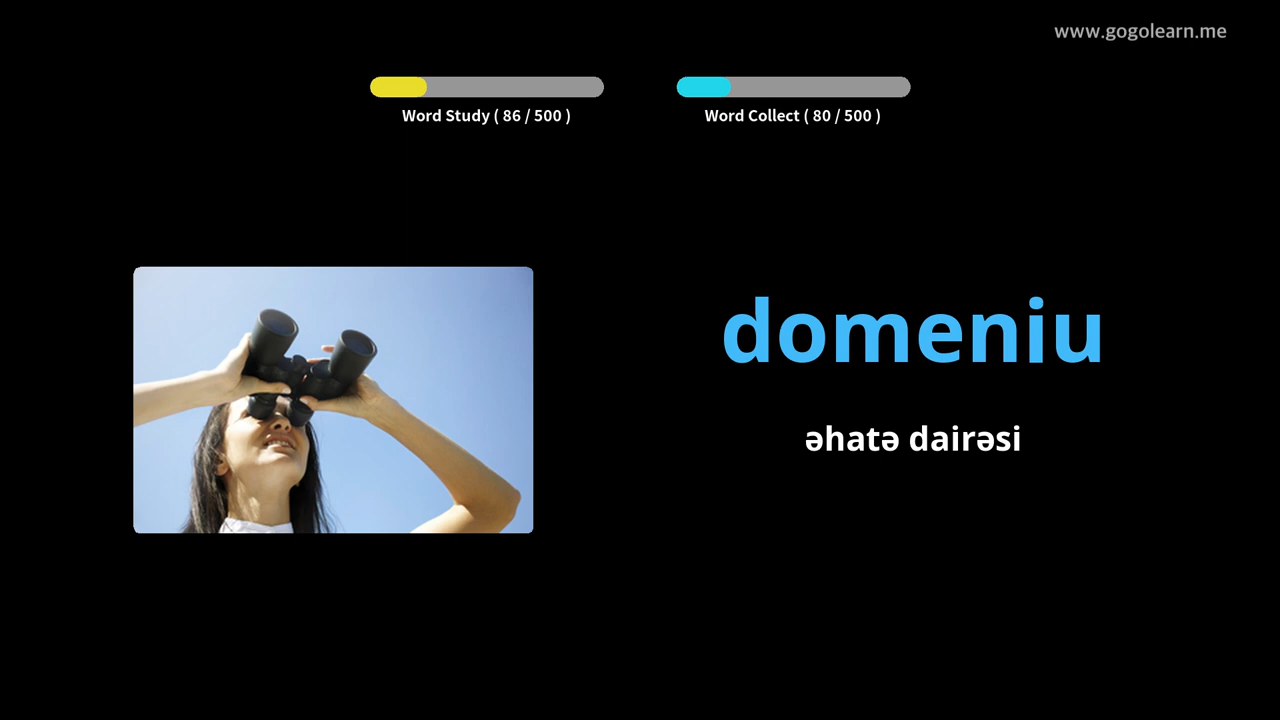 www.gogolearn.me
Word Study ( 86 / 500 )
Word Collect ( 80 / 500 )
domeniu
əhatə dairəsi